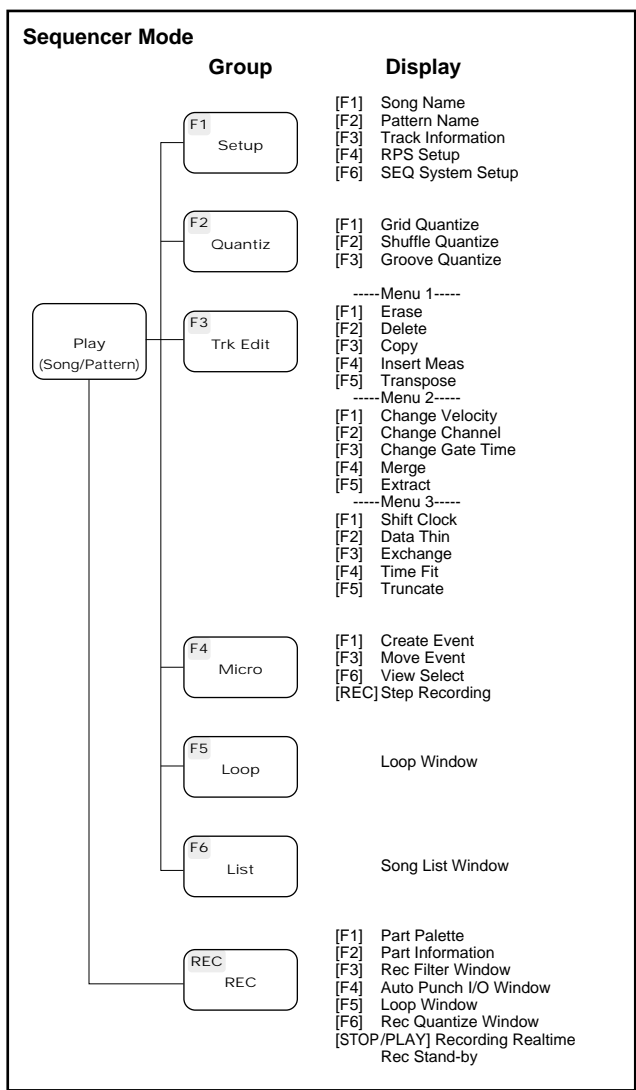 Sequencer Mode
Group Display
F1
Setup
[F1] Song Name
[F2] Pattern Name
[F3] Track Information
[F4] RPS Setup
[F6] SEQ System Setup
F2
Quantiz
[F1] Grid Quantize
[F2] Shuffle Quantize
[F3] Groove Quantize
Play
(Song/Pattern)
F3
Trk Edit
-----Menu 1-----
[F1] Erase
[F2] Delete
[F3] Copy
[F4] Insert Meas
[F5] Transpose
-----Menu 2-----
[F1] Change Velocity
[F2] Change Channel
[F3] Change Gate Time
[F4] Merge
[F5] Extract
-----Menu 3-----
[F1] Shift Clock
[F2] Data Thin
[F3] Exchange
[F4] Time Fit
[F5] Truncate
F4
Micro
[F1] Create Event
[F3] Move Event
[F6] View Select
[REC] Step Recording
F5
Loop
Loop Window
F6
List
Song List Window
REC
REC
[F1] Part Palette
[F2] Part Information
[F3] Rec Filter Window
[F4] Auto Punch I/O Window
[F5] Loop Window
[F6] Rec Quantize Window
[STOP/PLAY] Recording Realtime
Rec Stand-by